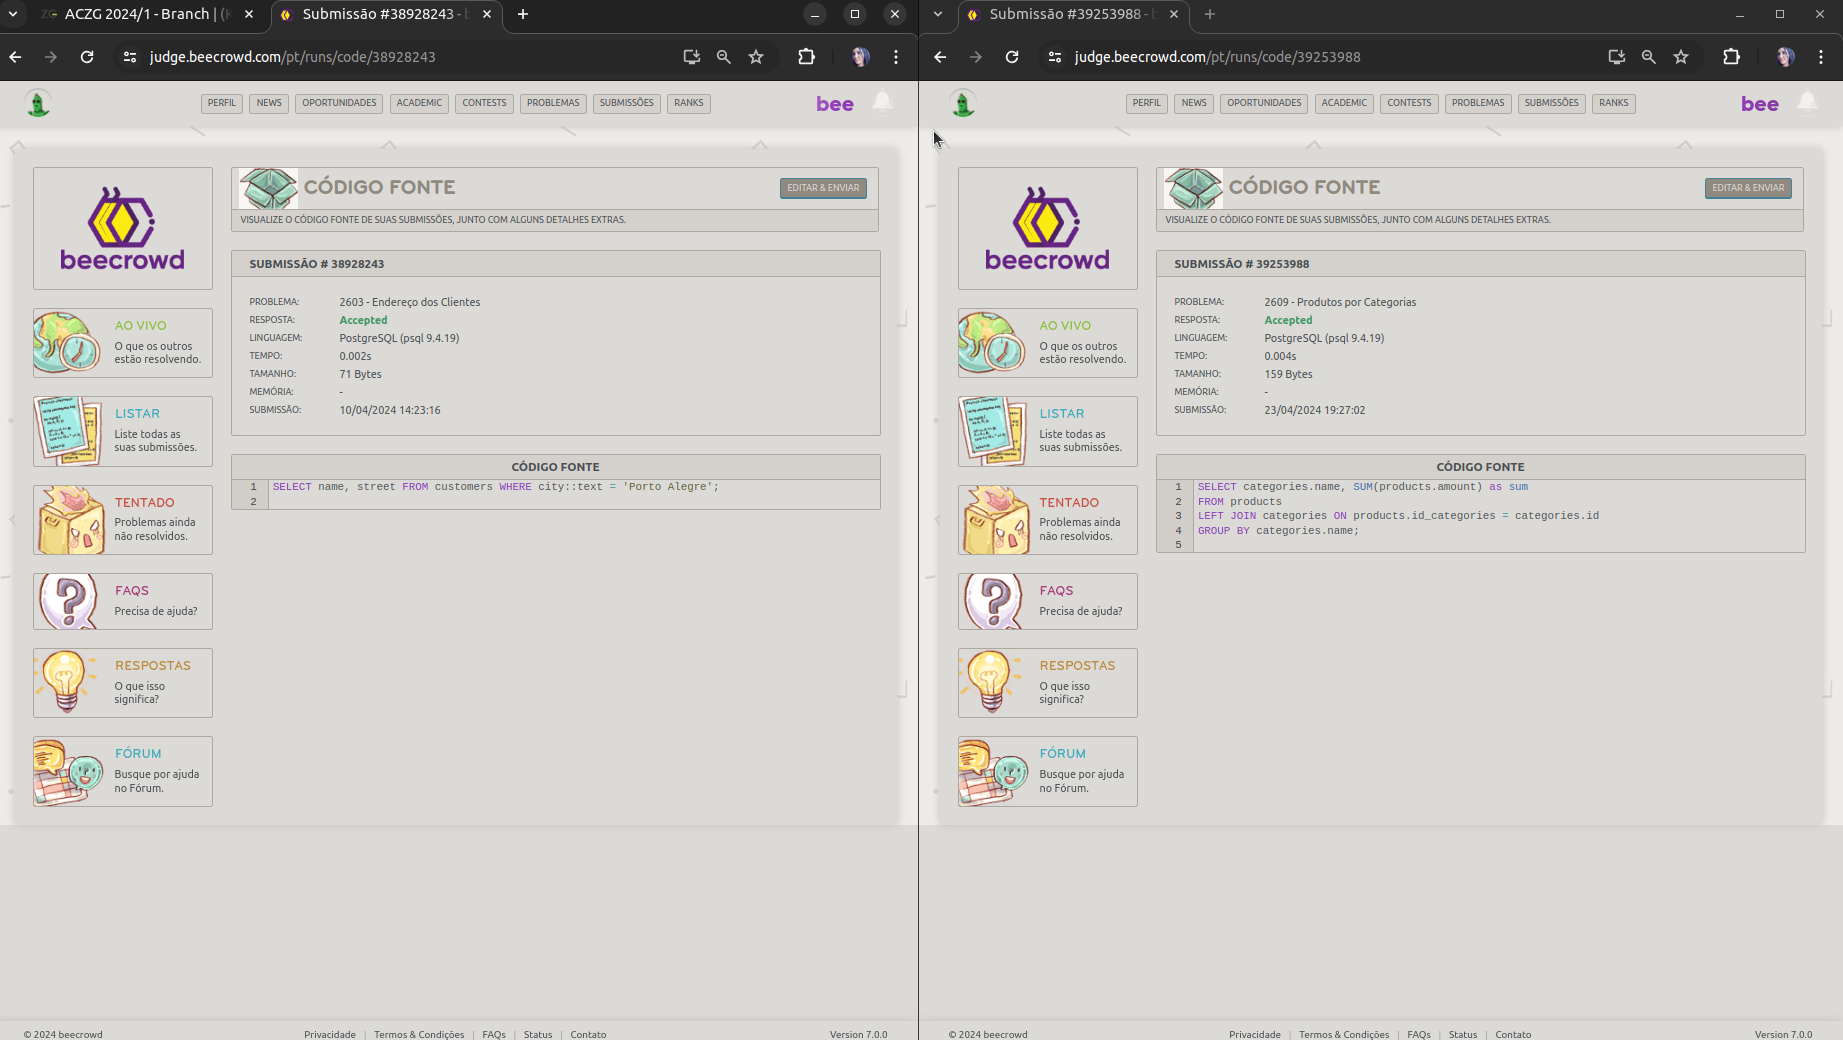 ACZG 2024/1 - Branch | (K
Submissão #38928243 - b
judge.beecrowd.com/pt/runs/code/38928243
PERFIL NEWS OPORTUNIDADES ACADEMIC CONTESTS PROBLEMAS SUBMISSÕES RANKS bee
beecrowd
CÓDIGO FONTE
EDITAR & ENVIAR
VISUALIZE O CÓDIGO FONTE DE SUAS SUBMISSÕES, JUNTO COM ALGUNS DETALHES EXTRAS.
AO VIVO
O que os outros
estão resolvendo.
LISTAR
Liste todas as
suas submissões.
TENTADO
Problemas ainda
não resolvidos.
FAQS
Precisa de ajuda?
RESPOSTAS
O que isso
significa?
FÓRUM
Busque por ajuda
no Fórum.
SUBMISSÃO # 38928243
PROBLEMA: 2603 - Endereço dos Clientes
RESPOSTA: Accepted
LINGUAGEM: PostgreSQL (psql 9.4.19)
TEMPO: 0.002s
TAMANHO: 71 Bytes
MEMÓRIA: -
SUBMISSÃO: 10/04/2024 14:23:16
CÓDIGO FONTE
1 SELECT name, street FROM customers WHERE city::text = 'Porto Alegre';
2
© 2024 beecrowd Privacidade | Termos & Condições | FAQs | Status | Contato Version 7.0.0
Submissão #39253988 - b
judge.beecrowd.com/pt/runs/code/39253988
PERFIL NEWS OPORTUNIDADES ACADEMIC CONTESTS PROBLEMAS SUBMISSÕES RANKS bee
beecrowd
CÓDIGO FONTE
EDITAR & ENVIAR
VISUALIZE O CÓDIGO FONTE DE SUAS SUBMISSÕES, JUNTO COM ALGUNS DETALHES EXTRAS.
AO VIVO
O que os outros
estão resolvendo.
LISTAR
Liste todas as
suas submissões.
TENTADO
Problemas ainda
não resolvidos.
FAQS
Precisa de ajuda?
RESPOSTAS
O que isso
significa?
FÓRUM
Busque por ajuda
no Fórum.
SUBMISSÃO # 39253988
PROBLEMA: 2609 - Produtos por Categorias
RESPOSTA: Accepted
LINGUAGEM: PostgreSQL (psql 9.4.19)
TEMPO: 0.004s
TAMANHO: 159 Bytes
MEMÓRIA: -
SUBMISSÃO: 23/04/2024 19:27:02
CÓDIGO FONTE
1 SELECT categories.name, SUM(products.amount) as sum
2 FROM products
3 LEFT JOIN categories ON products.id_categories = categories.id
4 GROUP BY categories.name;
5
© 2024 beecrowd Privacidade | Termos & Condições | FAQs | Status | Contato Version 7.0.0